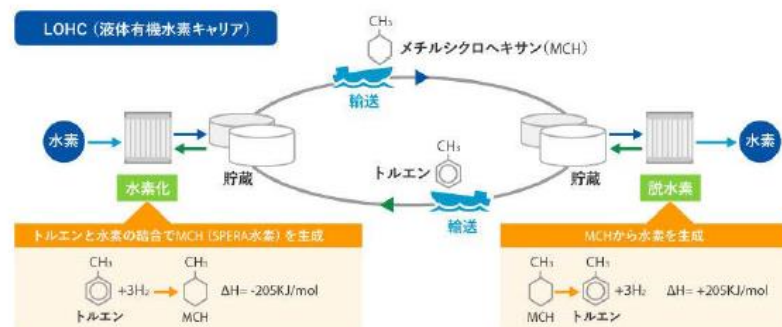 LOHC（液体有機水素キャリア）
CH₃
メチルシクロヘキサン(MCH)
輸送
水素
水素化
貯蔵
CH₃
トルエン
輸送
貯蔵
脱水素
水素
トルエンと水素の結合でMCH（SPERA水素）を生成
CH₃
+3H₂
CH₃
ΔH= -205KJ/mol
トルエン
MCH
MCHから水素を生成
CH₃
CH₃
+3H₂
ΔH= +205KJ/mol
MCH
トルエン